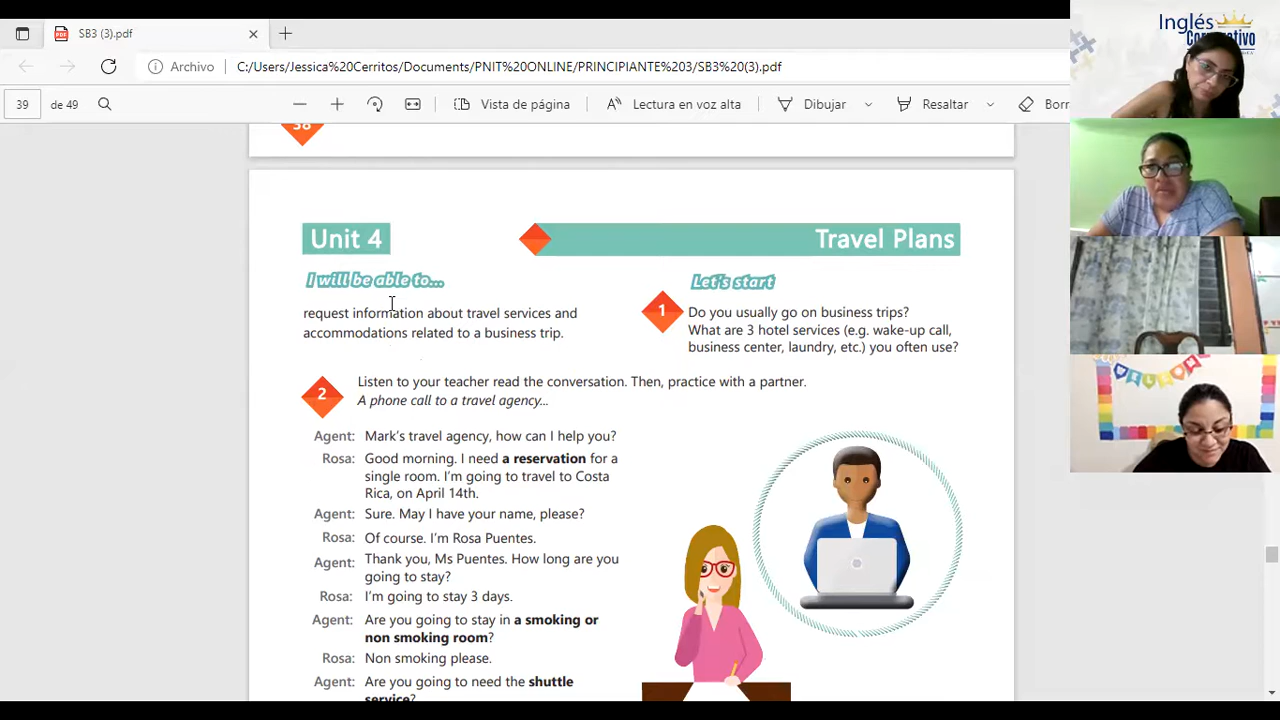 SB3 (3).pdf
Archivo
C:/Users/Jessica%20Cerritos/Documents/PNIT%20ONLINE/PRINCIPIANTE%203/SB3%20(3).pdf
39
de 49
Vista de página
Lectura en voz alta
Dibujar
Resaltar
Borr
38
Unit 4
Travel Plans
I will be able to...
request information about travel services and
accommodations related to a business trip.
Let's start
1
Do you usually go on business trips?
What are 3 hotel services (e.g. wake-up call,
business center, laundry, etc.) you often use?
2
Listen to your teacher read the conversation. Then, practice with a partner.
A phone call to a travel agency...
Agent: Mark's travel agency, how can I help you?
Rosa: Good morning. I need a reservation for a
single room. I'm going to travel to Costa
Rica, on April 14th.
Agent: Sure. May I have your name, please?
Rosa: Of course. I'm Rosa Puentes.
Agent: Thank you, Ms Puentes. How long are you
going to stay?
Rosa: I'm going to stay 3 days.
Agent: Are you going to stay in a smoking or
non smoking room?
Rosa: Non smoking please.
Agent: Are you going to need the shuttle
service?
Inglés